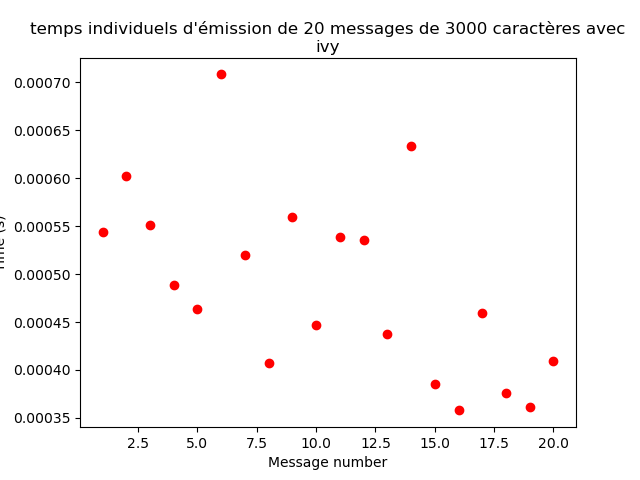 temps individuels d'émission de 20 messages de 3000 caractères avec
ivy
0.00070
0.00065
0.00060
0.00055
0.00050
0.00045
0.00040
0.00035
(s)
2.5 5.0 7.5 10.0 12.5 15.0 17.5 20.0
Message number